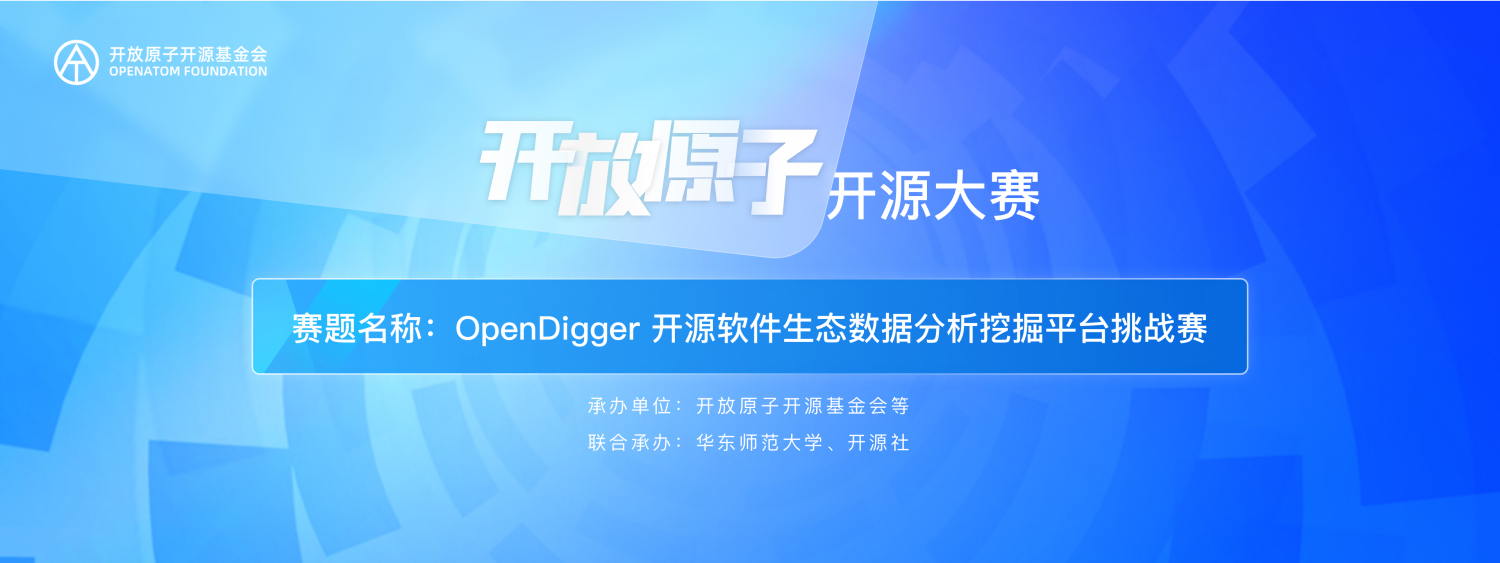 开放原子开源基金会
OPENATOM FOUNDATION
开放原子开源大赛
赛题名称：OpenDigger 开源软件生态数据分析挖掘平台挑战赛
承办单位：开放原子开源基金会等
联合承办：华东师范大学、开源社